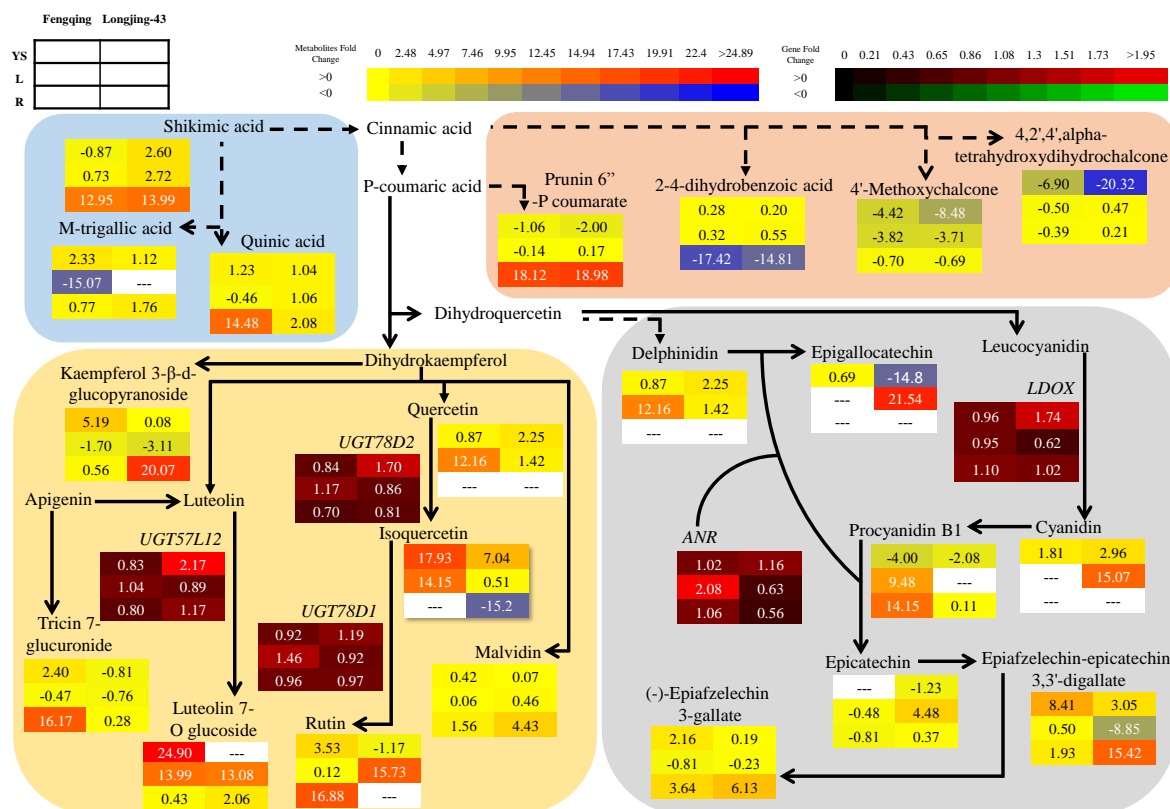 Fengqing Longjing-43
YS
L
R
Metabolites Fold
Change
0 2.48 4.97 7.46 9.95 12.45 14.94 17.43 19.91 22.4 >24.89
>0
<0
Gene Fold
Change
0 0.21 0.43 0.65 0.86 1.08 1.3 1.51 1.73 >1.95
>0
<0
Shikimic acid
-0.87 2.60
0.73 2.72
12.95 13.99
M-trigallic acid
2.33 1.12
-15.07 ---
0.77 1.76
Quinic acid
1.23 1.04
-0.46 1.06
14.48 2.08
Cinnamic acid
P-coumaric acid
Prunin 6”
-P coumarate
-1.06 -2.00
-0.14 0.17
18.12 18.98
2-4-dihydrobenzoic acid
0.28 0.20
0.32 0.55
-17.42 -14.81
4'-Methoxychalcone
-4.42 -8.48
-3.82 -3.71
-0.70 -0.69
4,2',4',alpha-
tetrahydroxydihydrochalcone
-6.90 -20.32
-0.50 0.47
-0.39 0.21
Dihydroquercetin
Dihydrokaempferol
Kaempferol 3-β-d-
glucopyranoside
5.19 0.08
-1.70 -3.11
0.56 20.07
Quercetin
0.87 2.25
12.16 1.42
--- ---
UGT78D2
0.84 1.70
1.17 0.86
0.70 0.81
Apigenin
Luteolin
UGT57L12
0.83 2.17
1.04 0.89
0.80 1.17
Isoquercetin
17.93 7.04
14.15 0.51
--- -15.2
UGT78D1
0.92 1.19
1.46 0.92
0.96 0.97
Tricin 7-
glucuronide
2.40 -0.81
-0.47 -0.76
16.17 0.28
Luteolin 7-
O glucoside
24.90 ---
13.99 13.08
0.43 2.06
Rutin
3.53 -1.17
0.12 15.73
16.88 ---
Malvidin
0.42 0.07
0.06 0.46
1.56 4.43
Delphinidin
0.87 2.25
12.16 1.42
--- ---
Epigallocatechin
0.69 -14.8
--- 21.54
--- ---
Leucocyanidin
LDOX
0.96 1.74
0.95 0.62
1.10 1.02
ANR
1.02 1.16
2.08 0.63
1.06 0.56
Procyanidin B1
-4.00 -2.08
9.48 ---
14.15 0.11
Cyanidin
1.81 2.96
--- 15.07
--- ---
Epicatechin
--- -1.23
-0.48 4.48
-0.81 0.37
Epiafzelechin-epicatechin
3,3'-digallate
8.41 3.05
0.50 -8.85
1.93 15.42
(-)-Epiafzelechin
3-gallate
2.16 0.19
-0.81 -0.23
3.64 6.13